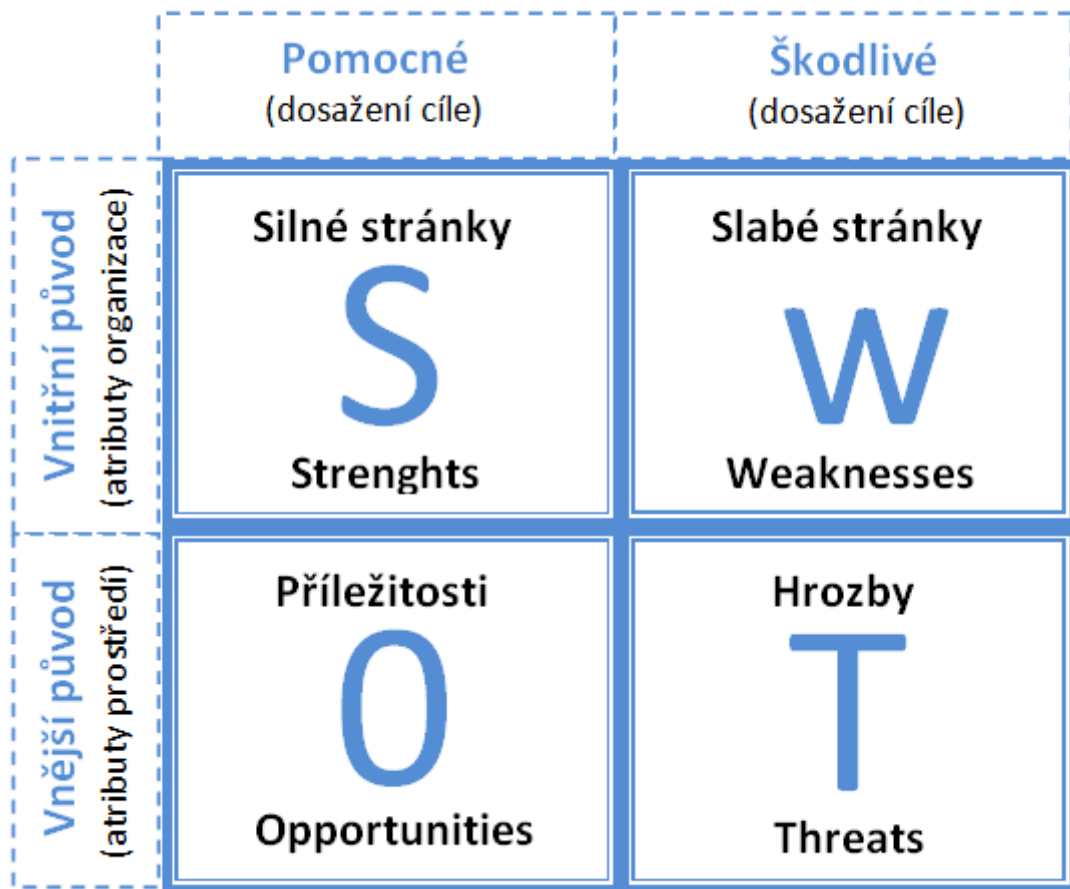 Pomocné
(dosažení cíle)
Škodlivé
(dosažení cíle)
Vnitřní původ
(atributy organizace)
Silné stránky
S
Strenghts
Slabé stránky
w
Weaknesses
Vnější původ
(atributy prostředí)
Příležitosti
0
Opportunities
Hrozby
T
Threats